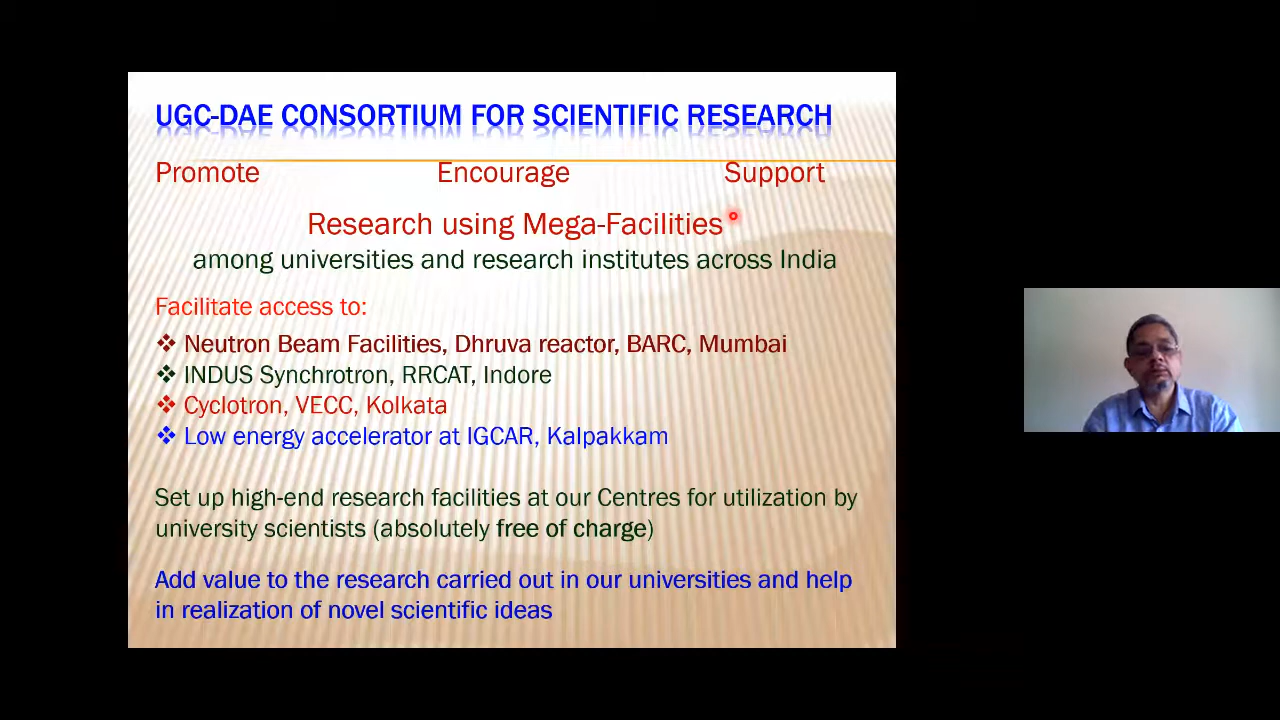 UGC-DAE CONSORTIUM FOR SCIENTIFIC RESEARCH
Promote Encourage Support
Research using Mega-Facilities
among universities and research institutes across India
Facilitate access to:
❖ Neutron Beam Facilities, Dhruva reactor, BARC, Mumbai
❖ INDUS Synchrotron, RRCAT, Indore
❖ Cyclotron, VECC, Kolkata
❖ Low energy accelerator at IGCAR, Kalpakkam
Set up high-end research facilities at our Centres for utilization by
university scientists (absolutely free of charge)
Add value to the research carried out in our universities and help
in realization of novel scientific ideas